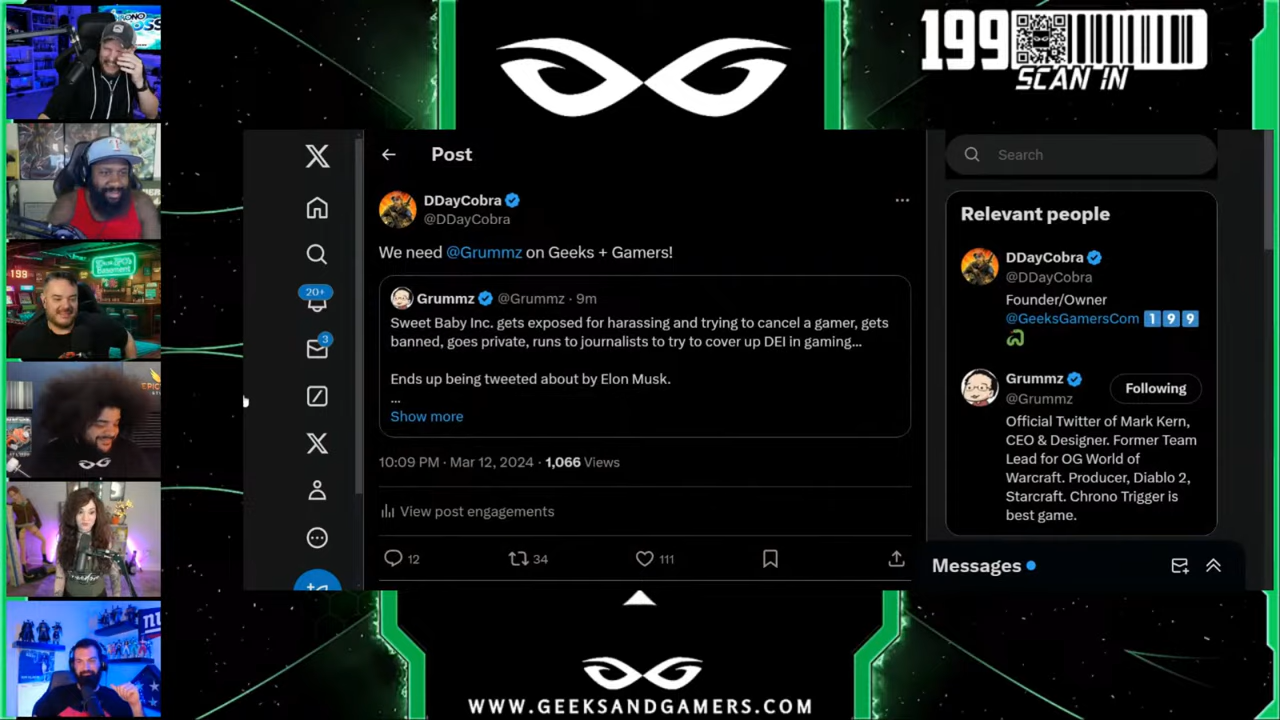 199
SCAN IN
Post
Search
DDayCobra
@DDayCobra
We need @Grummz on Geeks + Gamers!
Grummz @Grummz · 9m
Sweet Baby Inc. gets exposed for harassing and trying to cancel a gamer, gets
banned, goes private, runs to journalists to try to cover up DEI in gaming...
Ends up being tweeted about by Elon Musk.
...
Show more
10:09 PM · Mar 12, 2024 · 1,066 Views
View post engagements
12
34
111
20+
3
Relevant people
DDayCobra
@DDayCobra
Founder/Owner
@GeeksGamersCom 1 9 9
Grummz
@Grummz
Following
Official Twitter of Mark Kern,
CEO & Designer. Former Team
Lead for OG World of
Warcraft. Producer, Diablo 2,
Starcraft. Chrono Trigger is
best game.
Messages
WWW.GEEKSANDGAMERS.COM